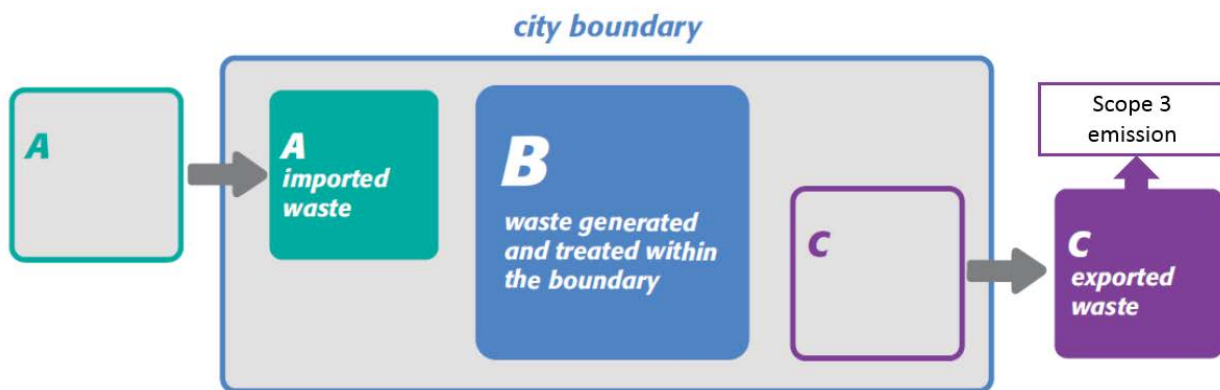 city boundary
A
A
imported
waste
B
waste generated
and treated within
the boundary
C
Scope 3
emission
C
exported
waste